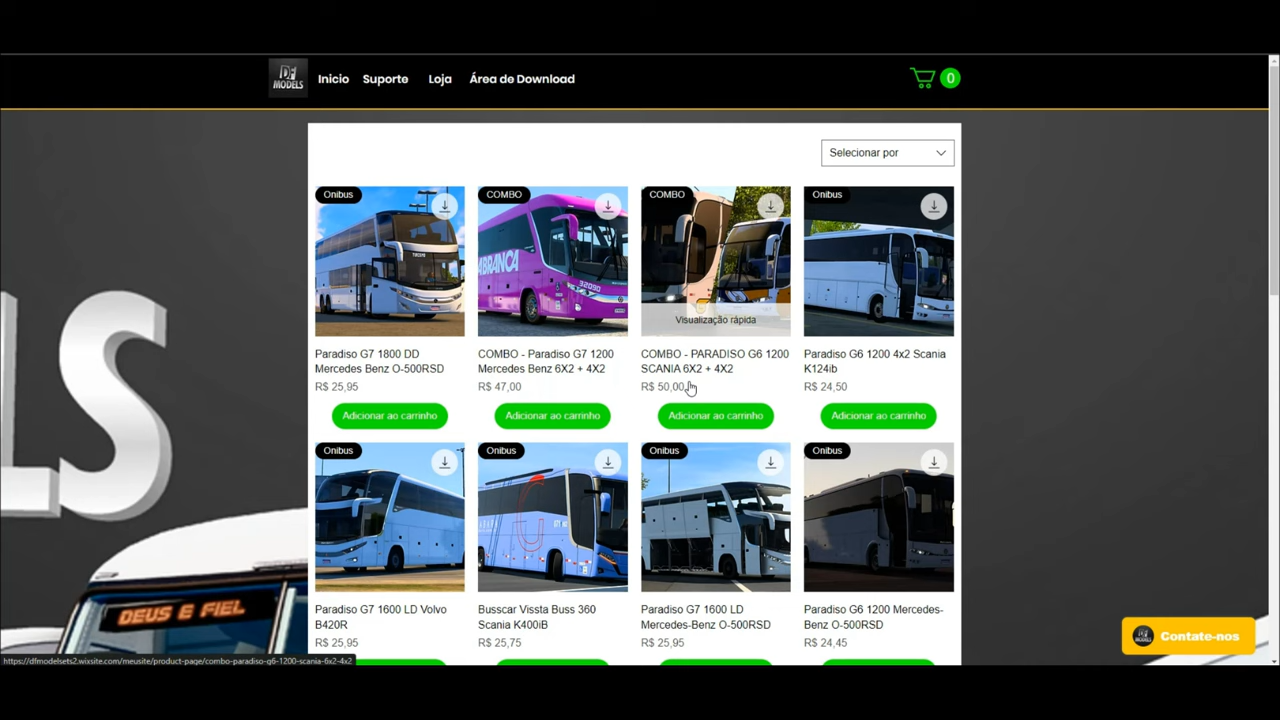 DF
MODELS
Inicio
Suporte
Loja
Área de Download
0
Selecionar por
Onibus
COMBO
COMBO
Onibus
ABRANCA
32090
Visualização rápida
Paradiso G7 1800 DD
Mercedes Benz O-500RSD
R$ 25,95
Adicionar ao carrinho
COMBO - Paradiso G7 1200
Mercedes Benz 6X2 + 4X2
R$ 47,00
Adicionar ao carrinho
COMBO - PARADISO G6 1200
SCANIA 6X2 + 4X2
R$ 50,00
Adicionar ao carrinho
Paradiso G6 1200 4x2 Scania
K124ib
R$ 24,50
Adicionar ao carrinho
Onibus
Onibus
Onibus
Onibus
Paradiso G7 1600 LD Volvo
B420R
R$ 25,95
Busscar Vissta Buss 360
Scania K400iB
R$ 25,75
Paradiso G7 1600 LD
Mercedes-Benz O-500RSD
R$ 25,95
Paradiso G6 1200 Mercedes-
Benz O-500RSD
R$ 24,45
LS
DEUS E FIEL
Contate-nos
https://dfmodelsets2.wixsite.com/meusite/product-page/combo-paradiso-g6-1200-scania-6x2-4x2